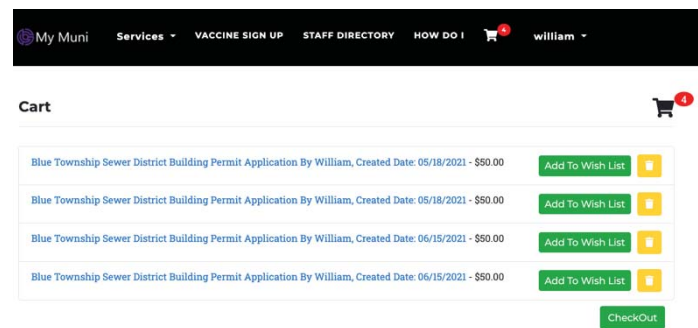 My Muni Services VACCINE SIGN UP STAFF DIRECTORY HOW DO I 4 william
Cart 4
Blue Township Sewer District Building Permit Application By William, Created Date: 05/18/2021 - $50.00 Add To Wish List
Blue Township Sewer District Building Permit Application By William, Created Date: 05/18/2021 - $50.00 Add To Wish List
Blue Township Sewer District Building Permit Application By William, Created Date: 06/15/2021 - $50.00 Add To Wish List
Blue Township Sewer District Building Permit Application By William, Created Date: 06/15/2021 - $50.00 Add To Wish List
CheckOut